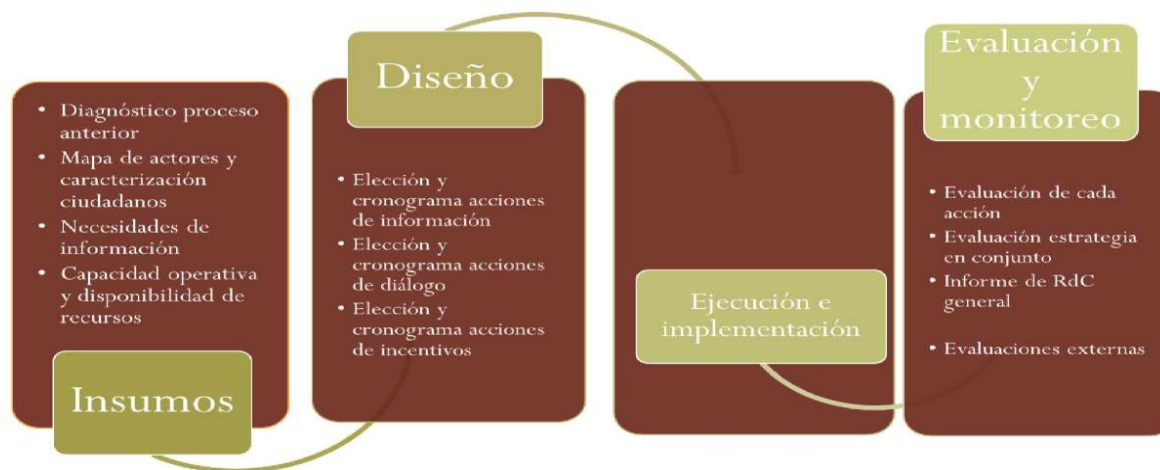 • Diagnóstico proceso
anterior
• Mapa de actores y
caracterización
ciudadanos
• Necesidades de
información
• Capacidad operativa
y disponibilidad de
recursos
Insumos
Diseño
• Elección y
cronograma acciones
de información
• Elección y
cronograma acciones
de diálogo
• Elección y
cronograma acciones
de incentivos
Ejecución e
implementación
Evaluación
y
monitoreo
• Evaluación de cada
acción
• Evaluación estrategia
en conjunto
• Informe de RdC
general
• Evaluaciones externas